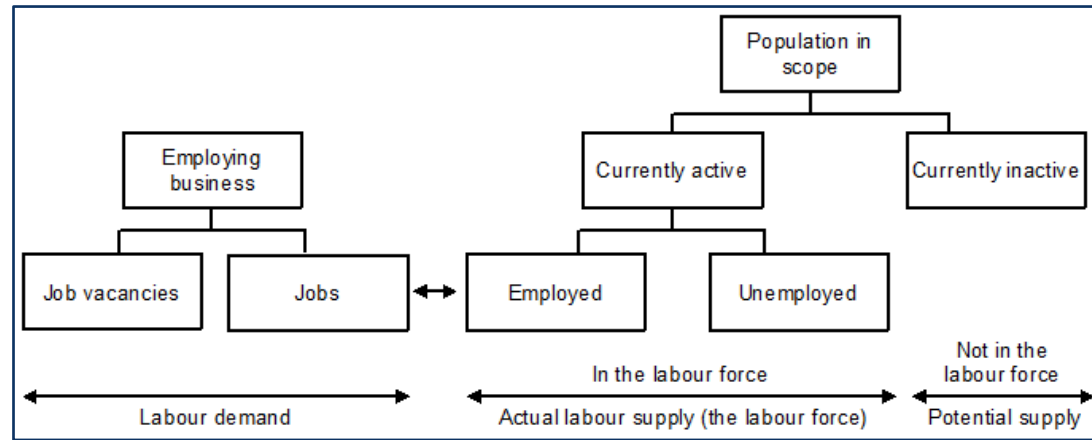 Population in
scope
Employing
business
Currently active
Currently inactive
Job vacancies
Jobs
Employed
Unemployed
In the labour force
Not in the
labour force
Labour demand
Actual labour supply (the labour force)
Potential supply